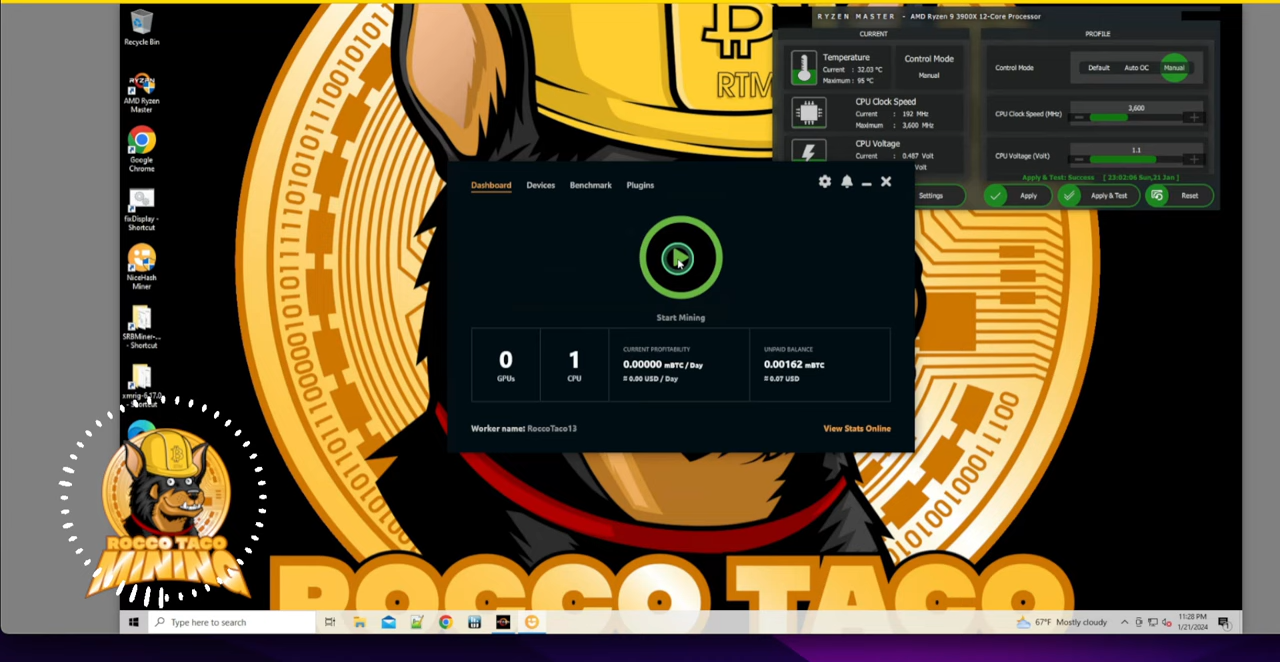 RYZEN MASTER - AMD Ryzen 9 3900X 12-Core Processor
CURRENT
PROFILE
Temperature
Current : 32.03 °C
Maximum : 95 °C
Control Mode
Manual
Control Mode
Default
Auto OC
Manual
CPU Clock Speed
Current : 192 MHz
Maximum : 3,600 MHz
CPU Clock Speed (MHz)
3,600
CPU Voltage
Current : 0.487 Volt
Volt
CPU Voltage (Volt)
1.1
Apply & Test: Success [ 23:02:06 Sun,21 Jan ]
Settings
Apply
Apply & Test
Reset
Recycle Bin
RYZEN
AMD Ryzen
Master
Google
Chrome
fixDisplay -
Shortcut
NiceHash
Miner
SRBMiner-...
- Shortcut
xmrig-6.17.0
- Shortcut
RTM
Dashboard
Devices
Benchmark
Plugins
Start Mining
0
GPUs
1
CPU
CURRENT PROFITABILITY
0.00000 mBTC / Day
≈ 0.00 USD / Day
UNPAID BALANCE
0.00162 mBTC
≈ 0.07 USD
Worker name: RoccoTaco13
View Stats Online
ROCCO TACO
MINING
ROCCO TACO
Type here to search
67°F Mostly cloudy
11:28 PM
1/21/2024